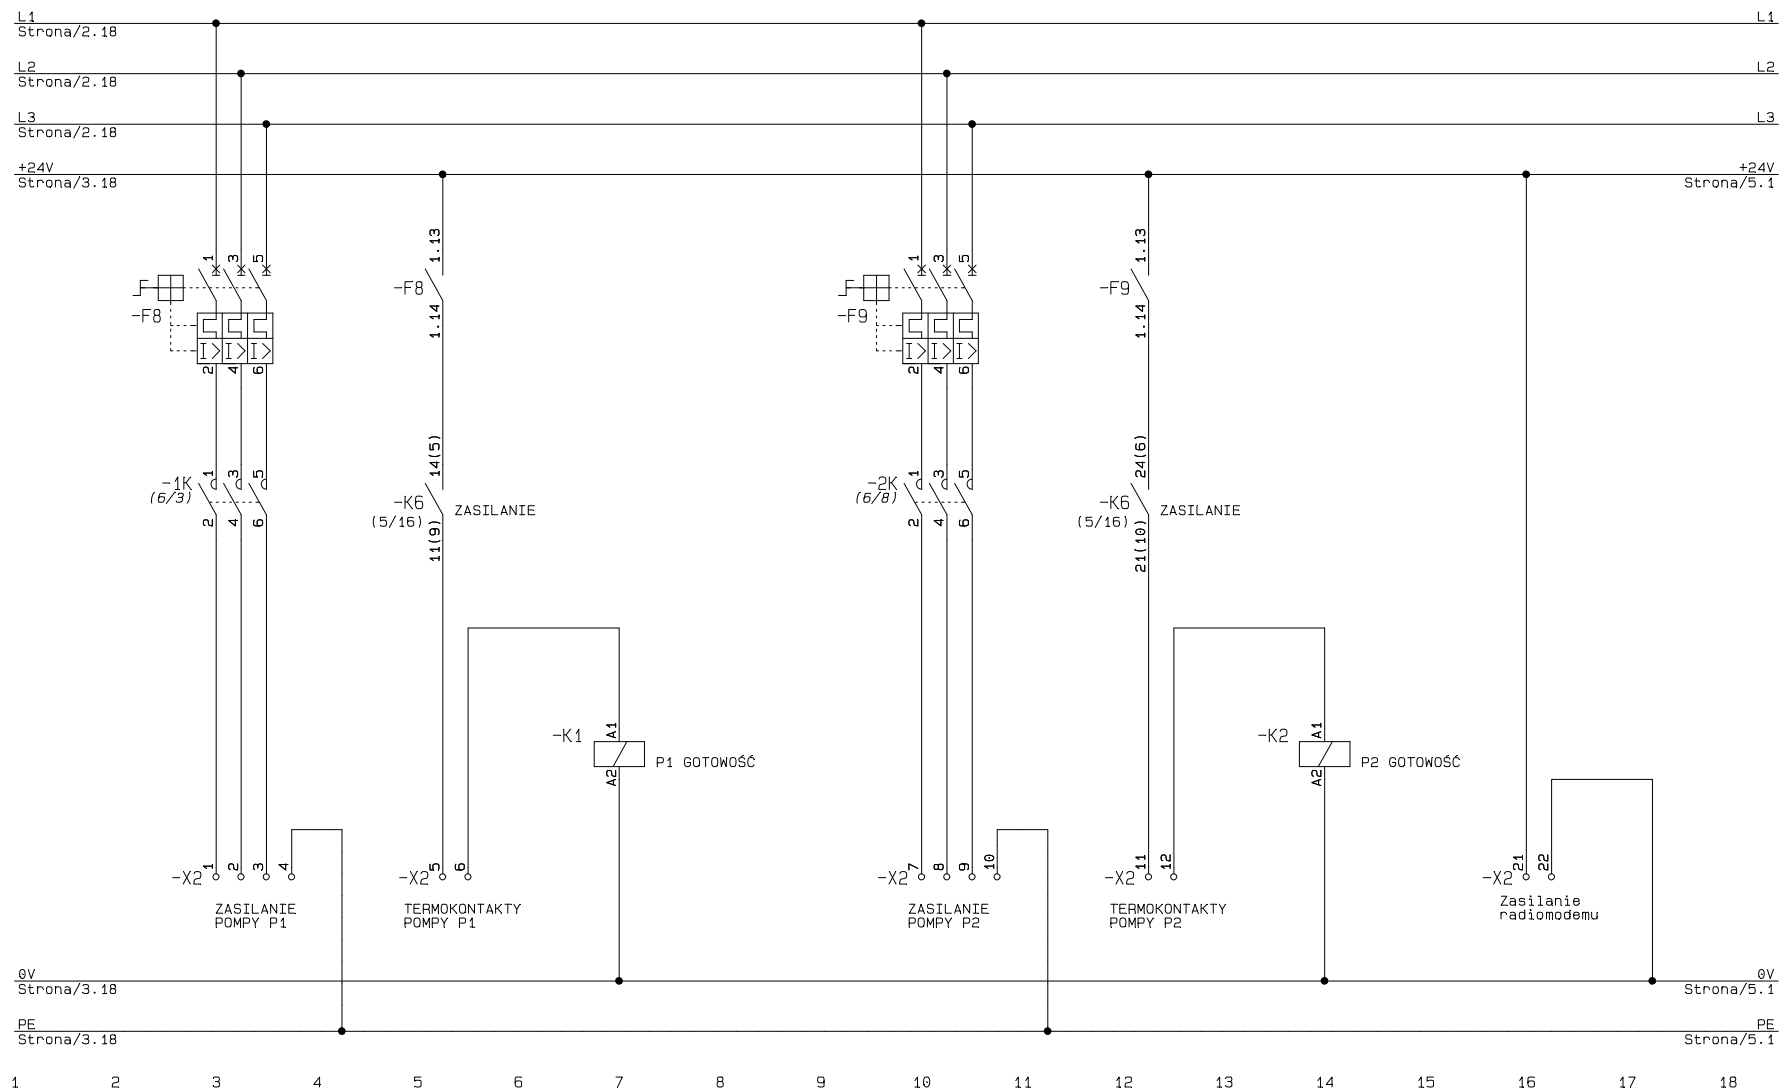 L1 L1
Strona/2.18
L2 L2
Strona/2.18
L3 L3
Strona/2.18
+24V +24V
Strona/3.18 Strona/5.1
1 3 5 1.13 1 3 5 1.13
-F8 -F9
-F8 -F9
1.14 1.14
I> I> I> I> I> I>
2 4 6 2 4 6
14(5) 24(6)
1 3 5 1 3 5
-1K -2K
(6/3) (6/8)
-K6 ZASILANIE -K6 ZASILANIE
(5/16) (5/16)
2 4 6 2 4 6
11(9) 21(10)
A1 A1
-K1 -K2
P1 GOTOWOŚĆ P2 GOTOWOŚĆ
A2 A2
1 2 3 4 5 6 7 8 9 10 11 12 21 22
-X2 -X2 -X2 -X2 -X2
ZASILANIE
POMPY P1
TERMOKONTAKTY
POMPY P1
ZASILANIE
POMPY P2
TERMOKONTAKTY
POMPY P2
Zasilanie
radiomodemu
0V 0V
Strona/3.18 Strona/5.1
PE PE
Strona/3.18 Strona/5.1
1 2 3 4 5 6 7 8 9 10 11 12 13 14 15 16 17 18